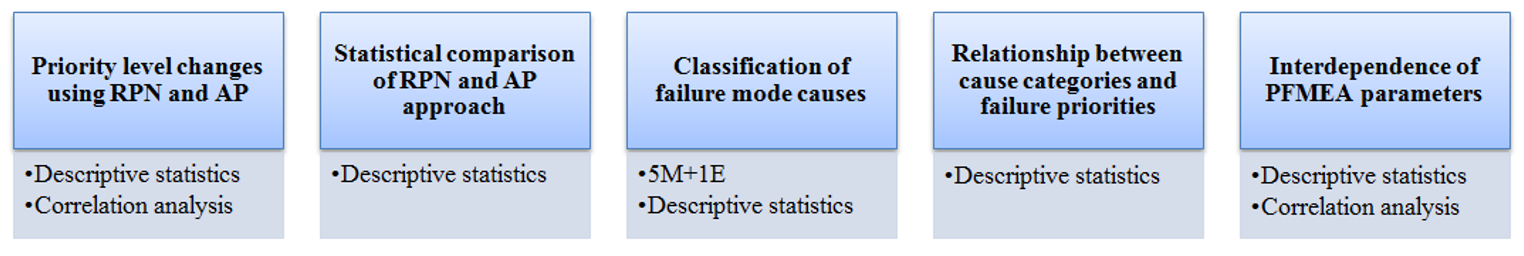 Priority level changes
using RPN and AP
•Descriptive statistics
•Correlation analysis
Statistical comparison
of RPN and AP
approach
•Descriptive statistics
Classification of
failure mode causes
•5M+1E
•Descriptive statistics
Relationship between
cause categories and
failure priorities
•Descriptive statistics
Interdependence of
PFMEA parameters
•Descriptive statistics
•Correlation analysis